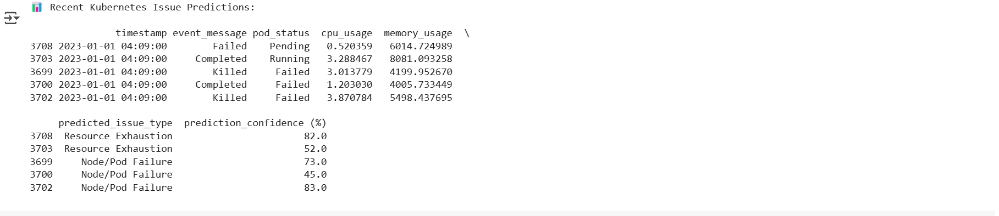 📊 Recent Kubernetes Issue Predictions:
timestamp event_message pod_status cpu_usage memory_usage \
3708 2023-01-01 04:09:00 Failed Pending 0.520359 6014.724989
3703 2023-01-01 04:09:00 Completed Running 3.288467 8081.093258
3699 2023-01-01 04:09:00 Killed Failed 3.013779 4199.952670
3700 2023-01-01 04:09:00 Completed Failed 1.203030 4005.733449
3702 2023-01-01 04:09:00 Killed Failed 3.870784 5498.437695
predicted_issue_type prediction_confidence (%)
3708 Resource Exhaustion 82.0
3703 Resource Exhaustion 52.0
3699 Node/Pod Failure 73.0
3700 Node/Pod Failure 45.0
3702 Node/Pod Failure 83.0